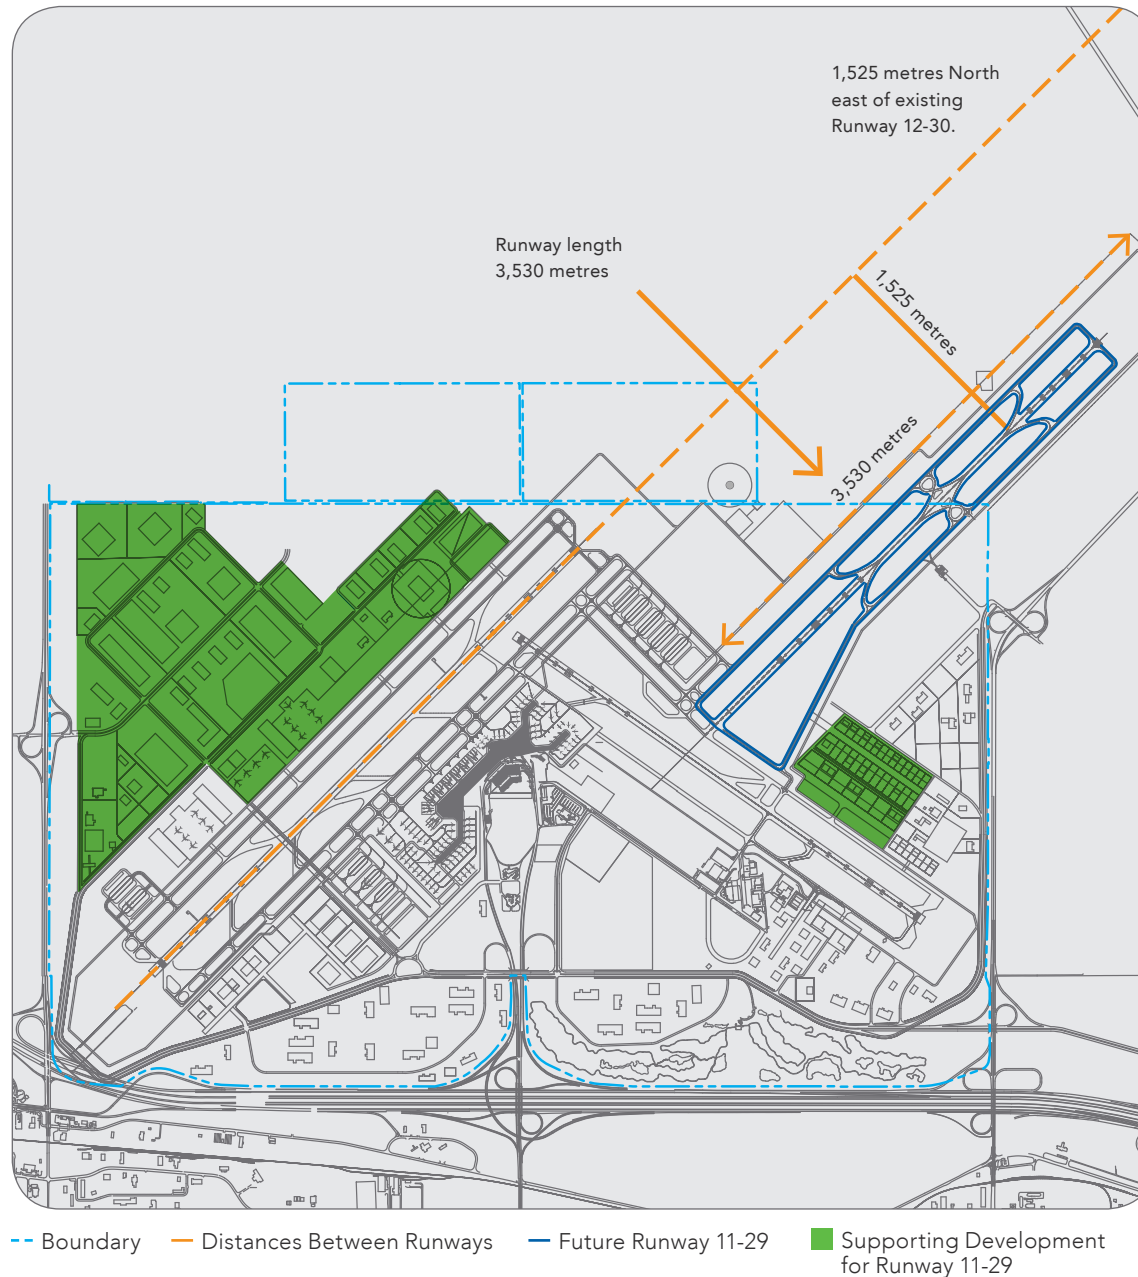 1,525 metres North
east of existing
Runway 12-30.
Runway length
3,530 metres
1,525 metres
3,530 metres
Boundary
Distances Between Runways
Future Runway 11-29
Supporting Development
for Runway 11-29